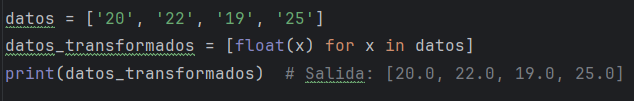 datos = ['20', '22', '19', '25']
datos_transformados = [float(x) for x in datos]
print(datos_transformados)  # Salida: [20.0, 22.0, 19.0, 25.0]